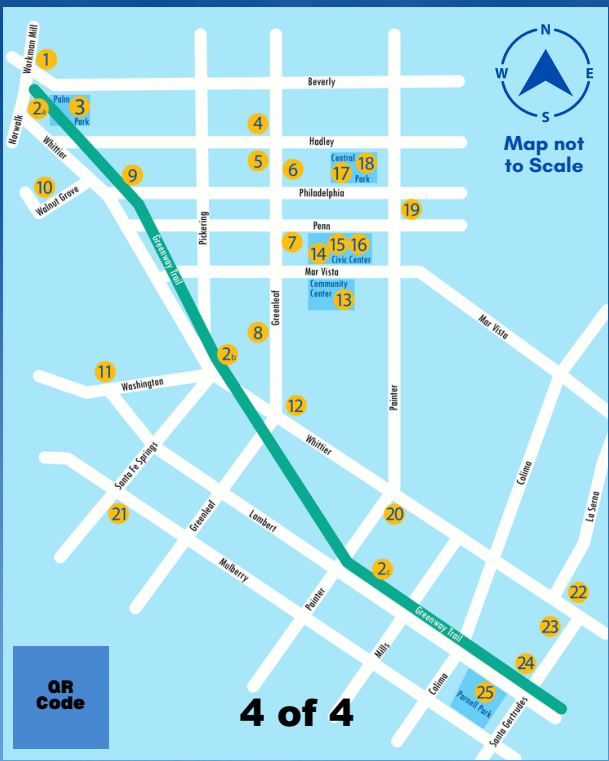 N
W E
S
Map not
to Scale
Workman Mill
1
Beverly
2a
Palm
3
Park
4
Norwalk
Hadley
Whittier
5
6
Central
17 18
Park
9
10
Walnut Grove
Philadelphia
19
Pickering
Penn
7
14 15 16
Civic Center
Greenway Trail
Mar Vista
Community
Center
13
Greenleaf
Mar Vista
8
2b
11
Washington
12
Painter
Whittier
Colima
Santa Fe Springs
La Serna
21
Greenleaf
Lambert
20
Mulberry
2c
Painter
22
Greenway Trail
23
Mills
24
Colima
25
Parnell Park
Santa Gertrudes
QR
Code
4 of 4